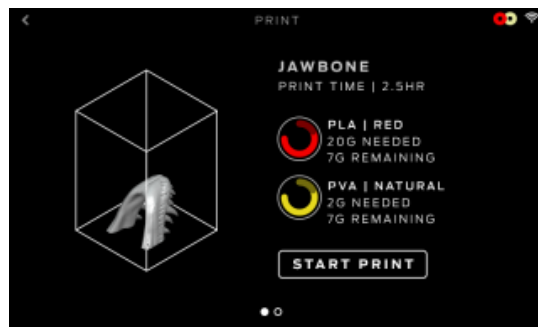 PRINT
JAWBONE
PRINT TIME | 2.5HR
PLA | RED
20G NEEDED
7G REMAINING
PVA | NATURAL
2G NEEDED
7G REMAINING
START PRINT